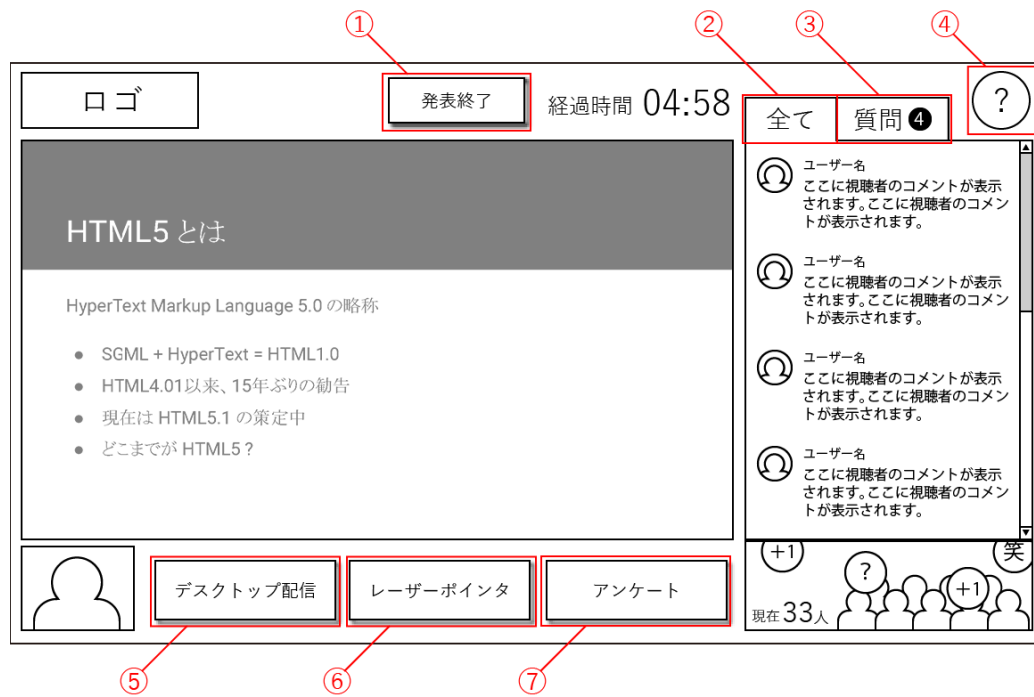 ①
②
③
④
ロゴ
発表終了
経過時間 04:58
全て
質問 4
?
HTML5 とは
HyperText Markup Language 5.0 の略称
● SGML + HyperText = HTML1.0
● HTML4.01以来、15年ぶりの勧告
● 現在は HTML5.1 の策定中
● どこまでが HTML5 ?
ユーザー名
ここに視聴者のコメントが表示
されます。ここに視聴者のコメン
トが表示されます。
ユーザー名
ここに視聴者のコメントが表示
されます。ここに視聴者のコメン
トが表示されます。
ユーザー名
ここに視聴者のコメントが表示
されます。ここに視聴者のコメン
トが表示されます。
ユーザー名
ここに視聴者のコメントが表示
されます。ここに視聴者のコメン
トが表示されます。
デスクトップ配信
レーザーポインタ
アンケート
+1
?
+1
笑
現在 33人
⑤
⑥
⑦